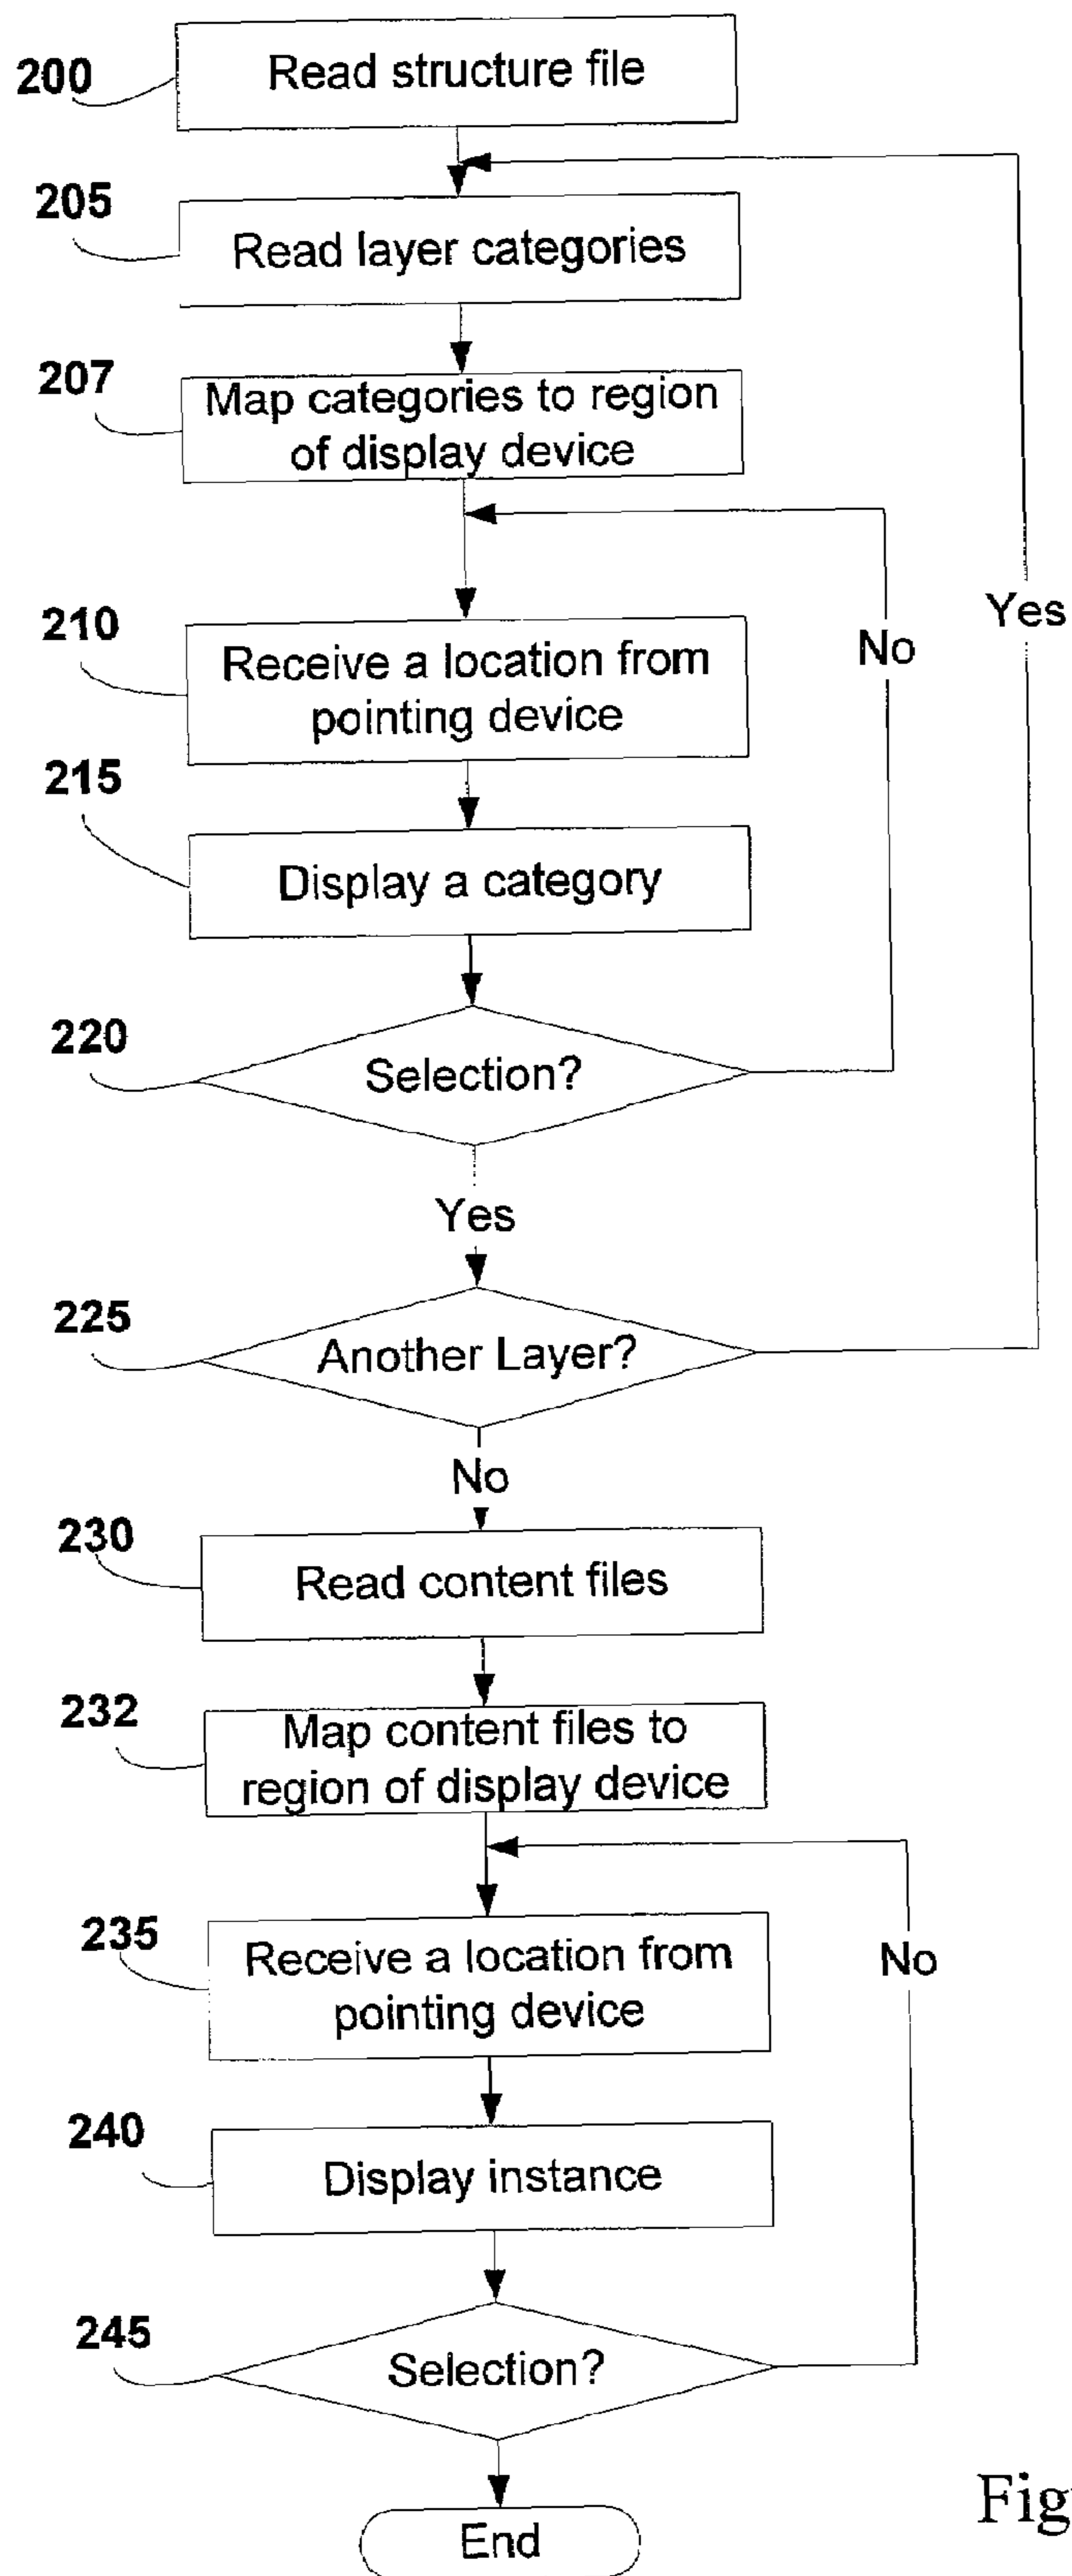 200
Read structure file
205
Read layer categories
207
Map categories to region
of display device
Yes
210
No
Receive a location from
pointing device
215
Display a category
220
Selection?
Yes
225
Another Layer?
No
230
Read content files
232
Map content files to
region of display device
235
No
Receive a location from
pointing device
240
Display instance
245
Selection?
Fig
End